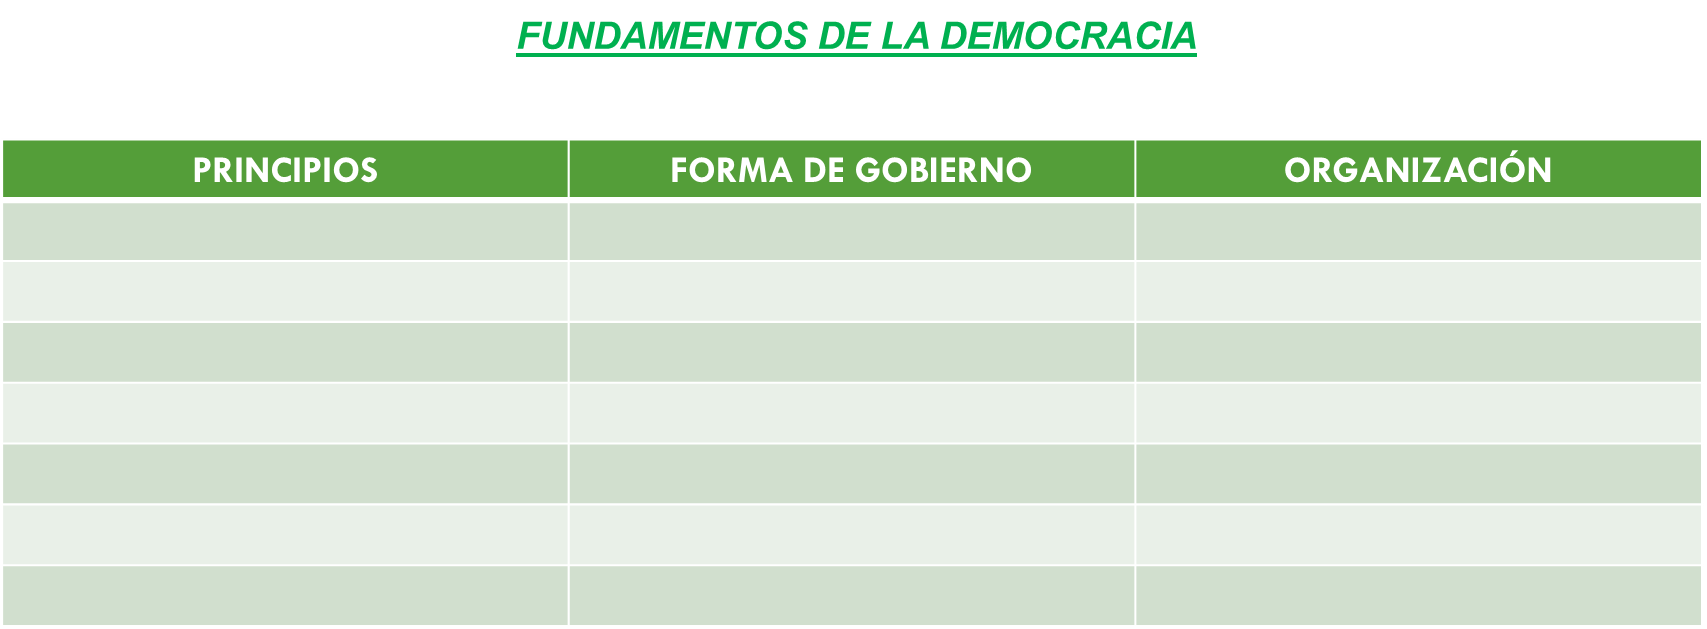 FUNDAMENTOS DE LA DEMOCRACIA
PRINCIPIOS FORMA DE GOBIERNO ORGANIZACIÓN